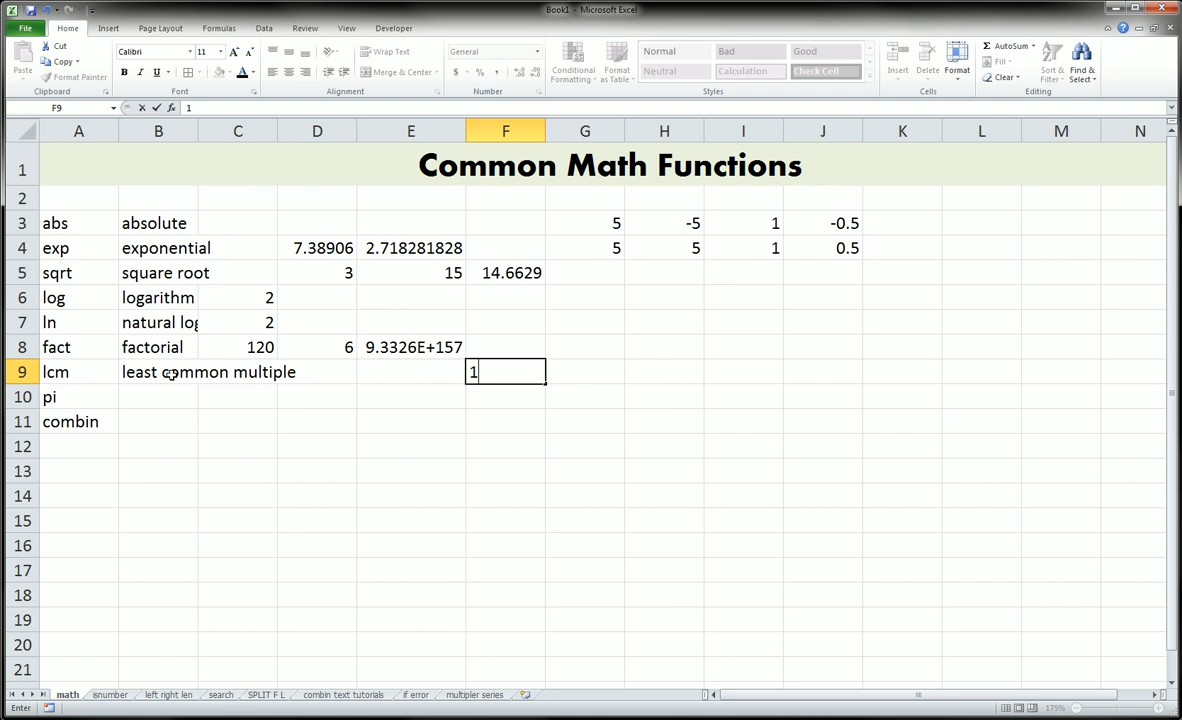 Book1 - Microsoft Excel
File Home Insert Page Layout Formulas Data Review View Developer
Paste Cut Copy Format Painter Clipboard
Calibri 11 B I U A Font
Wrap Text Merge & Center Alignment
General $ % , Number
Conditional Formatting Format as Table Normal Bad Good Neutral Calculation Check Cell Styles
Insert Delete Format Cells
AutoSum Fill Clear Sort & Filter Find & Select Editing
F9 fx 1
A B C D E F G H I J K L M N
1 Common Math Functions
2
3 abs absolute 5 -5 1 -0.5
4 exp exponential 7.38906 2.718281828 5 5 1 0.5
5 sqrt square root 3 15 14.6629
6 log logarithm 2
7 ln natural log 2
8 fact factorial 120 6 9.3326E+157
9 lcm least common multiple 1
10 pi
11 combin
12
13
14
15
16
17
18
19
20
21
math isnumber left right len search SPLIT F L combin text tutorials if error multipler series
Enter 175%